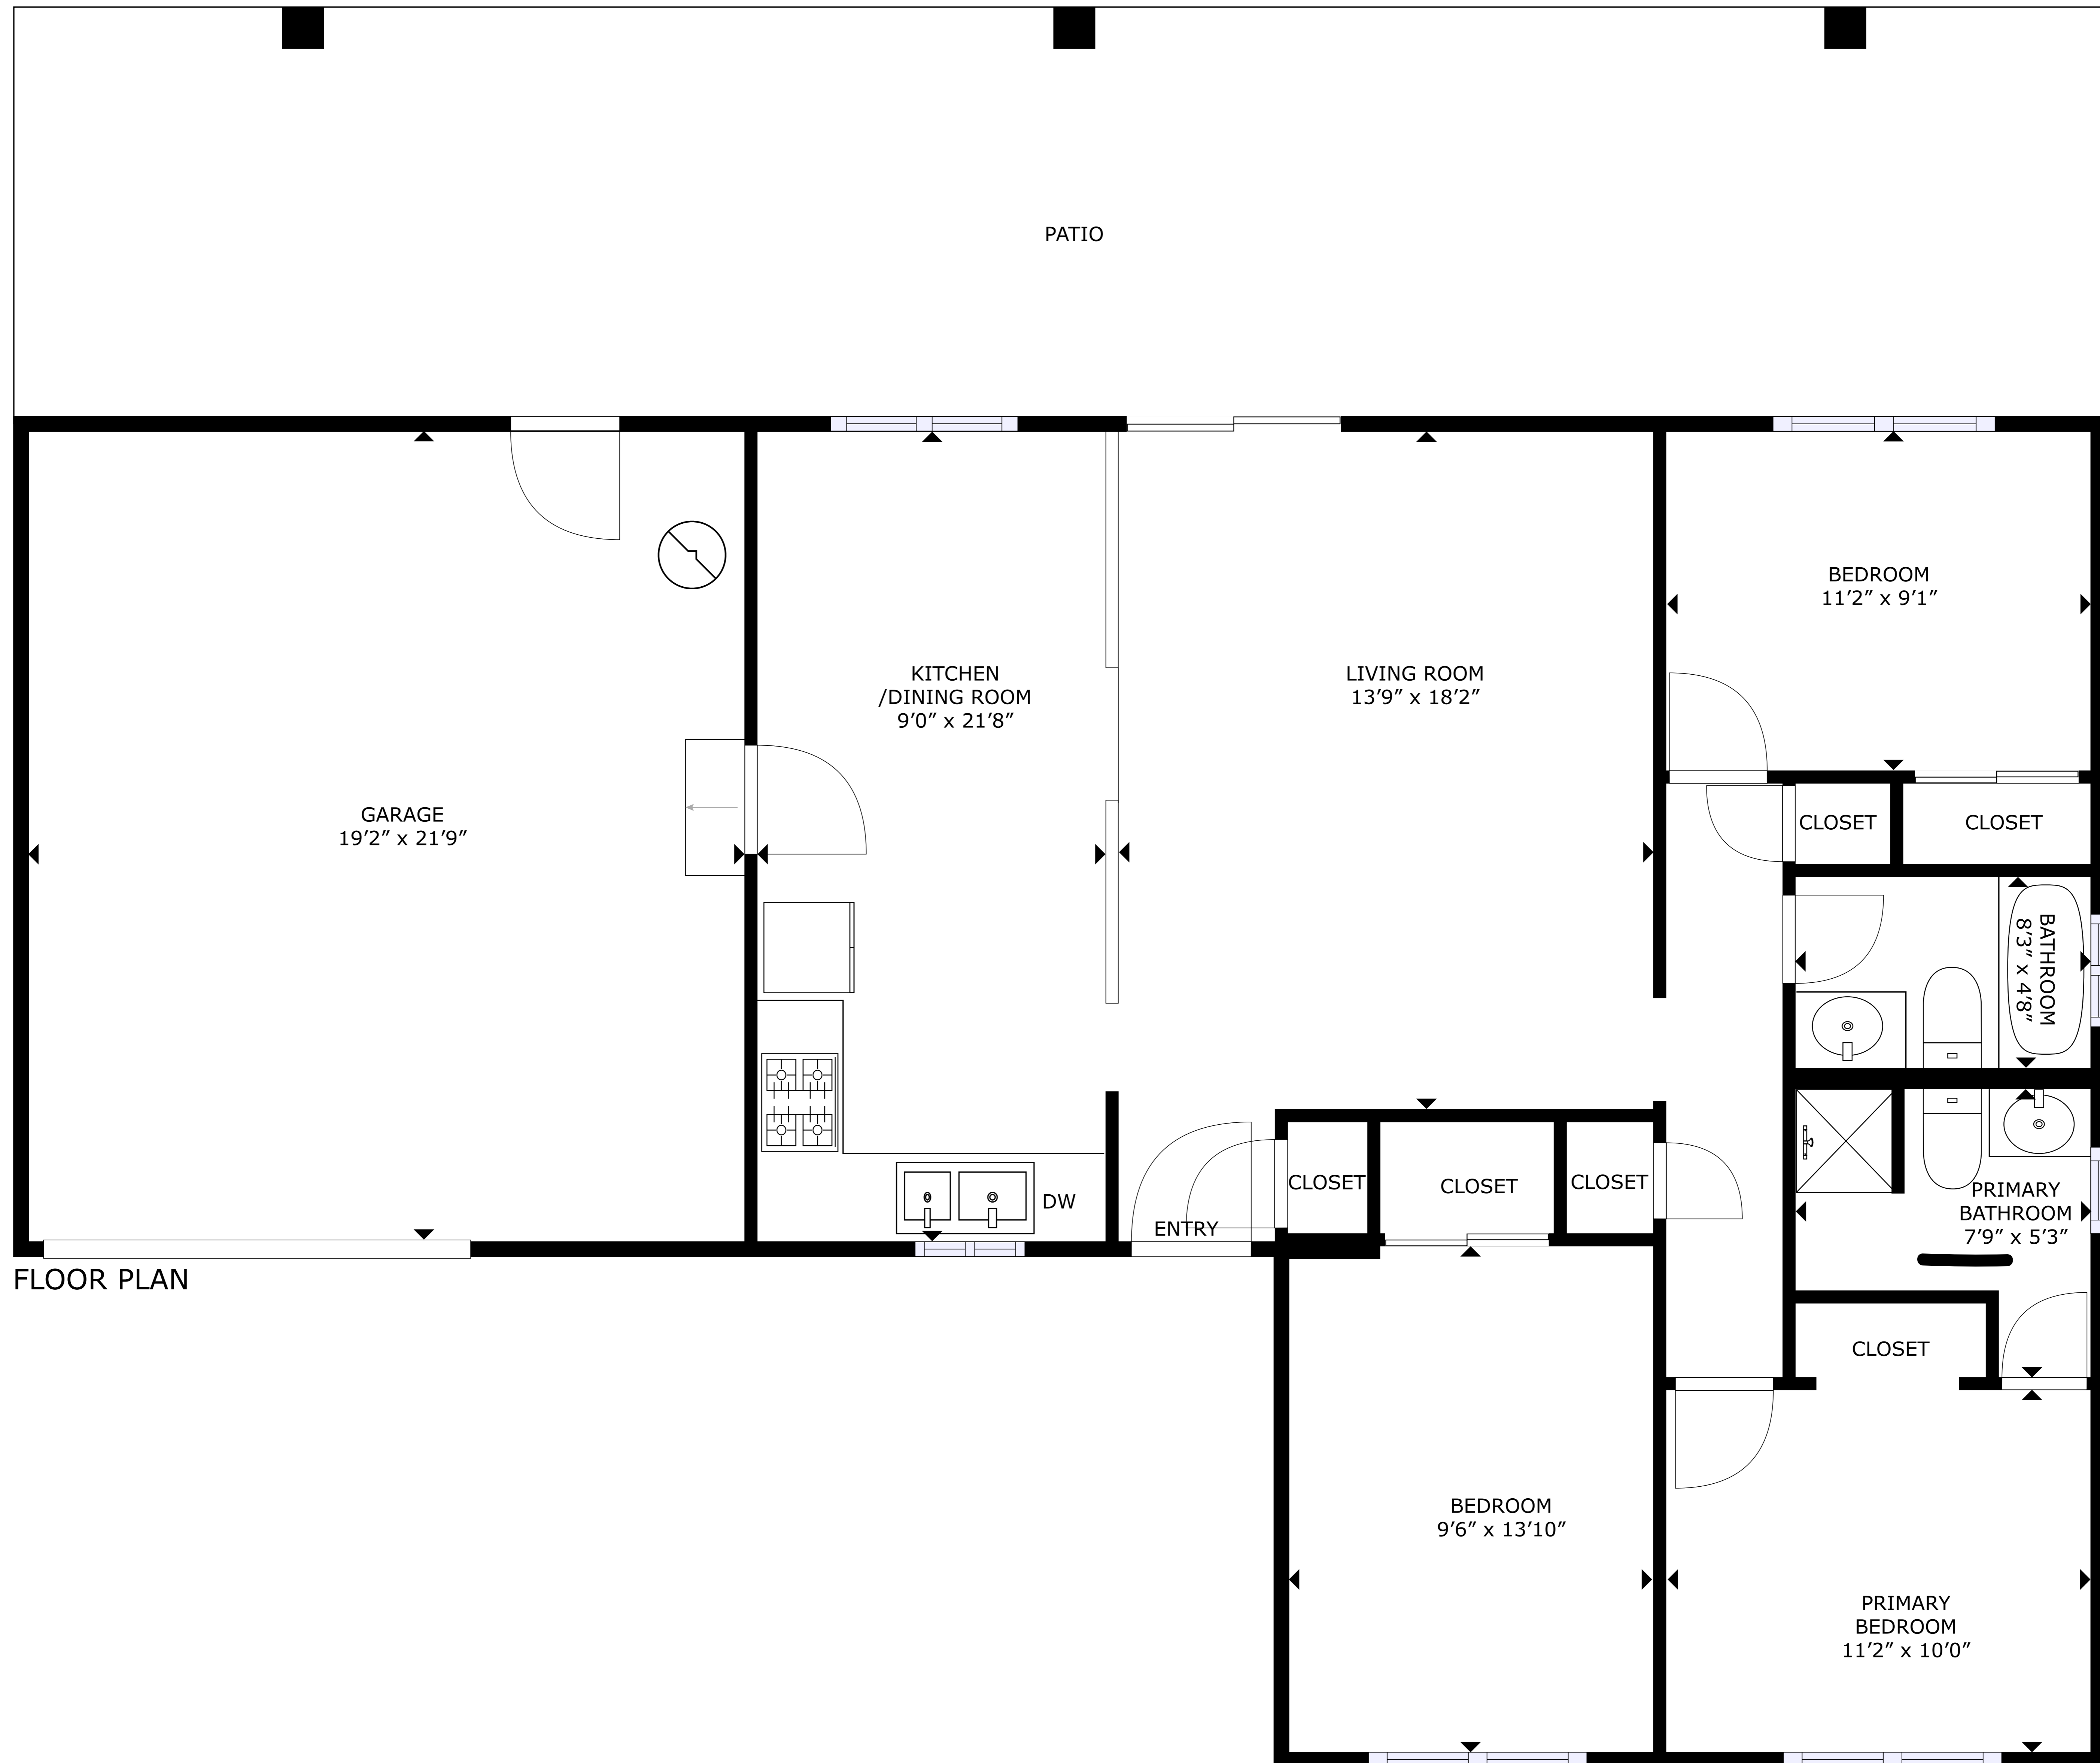 PATIO
BEDROOM
11′2″ x 9′1″
KITCHEN
/DINING ROOM
9′0″ x 21′8″
LIVING ROOM
13′9″ x 18′2″
GARAGE
19′2″ x 21′9″
CLOSET
CLOSET
BATHROOM
8′3″ x 4′8″
CLOSET
CLOSET
CLOSET
DW
ENTRY
PRIMARY
BATHROOM
7′9″ x 5′3″
FLOOR PLAN
CLOSET
BEDROOM
9′6″ x 13′10″
PRIMARY
BEDROOM
11′2″ x 10′0″